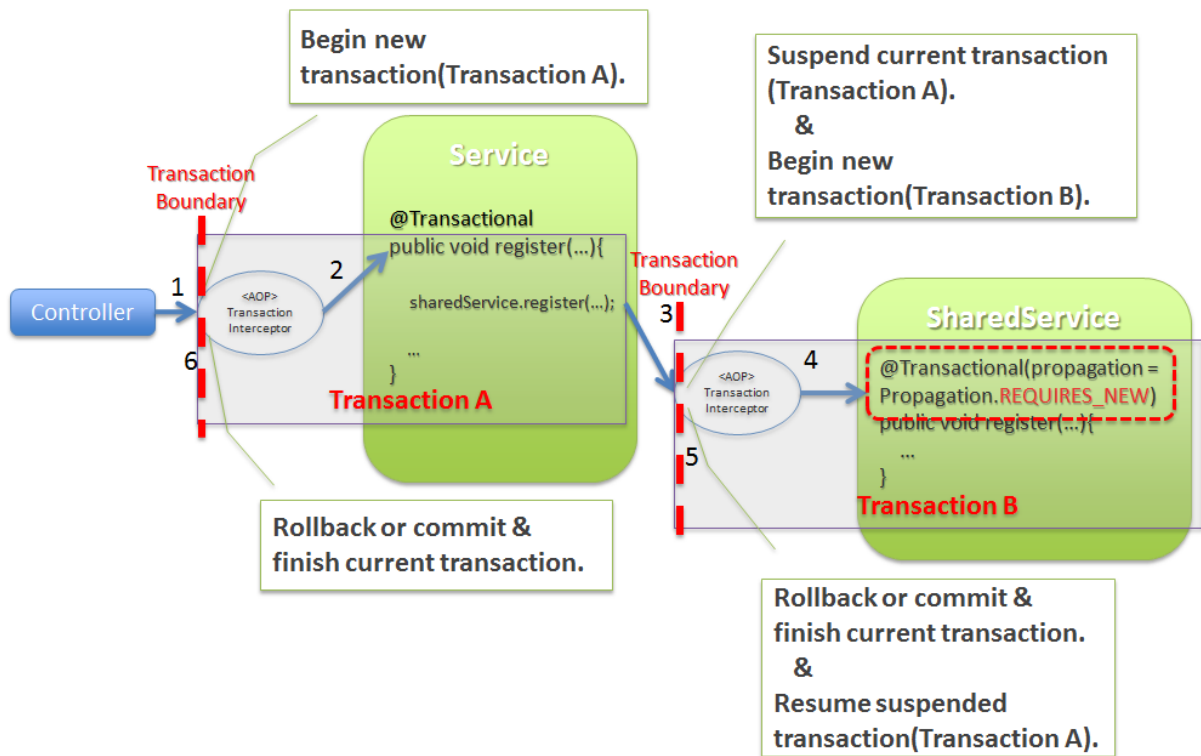 Begin new
transaction(Transaction A).
Suspend current transaction
(Transaction A).
&
Begin new
transaction(Transaction B).
Service
Transaction
Boundary
@Transactional
public void register(...){
sharedService.register(...);
...
}
Transaction A
1
2
Controller
<AOP>
Transaction
Interceptor
6
Transaction
Boundary
3
SharedService
4
@Transactional(propagation =
Propagation.REQUIRES_NEW)
public void register(...){
...
}
Transaction B
<AOP>
Transaction
Interceptor
5
Rollback or commit &
finish current transaction.
Rollback or commit &
finish current transaction.
&
Resume suspended
transaction(Transaction A).